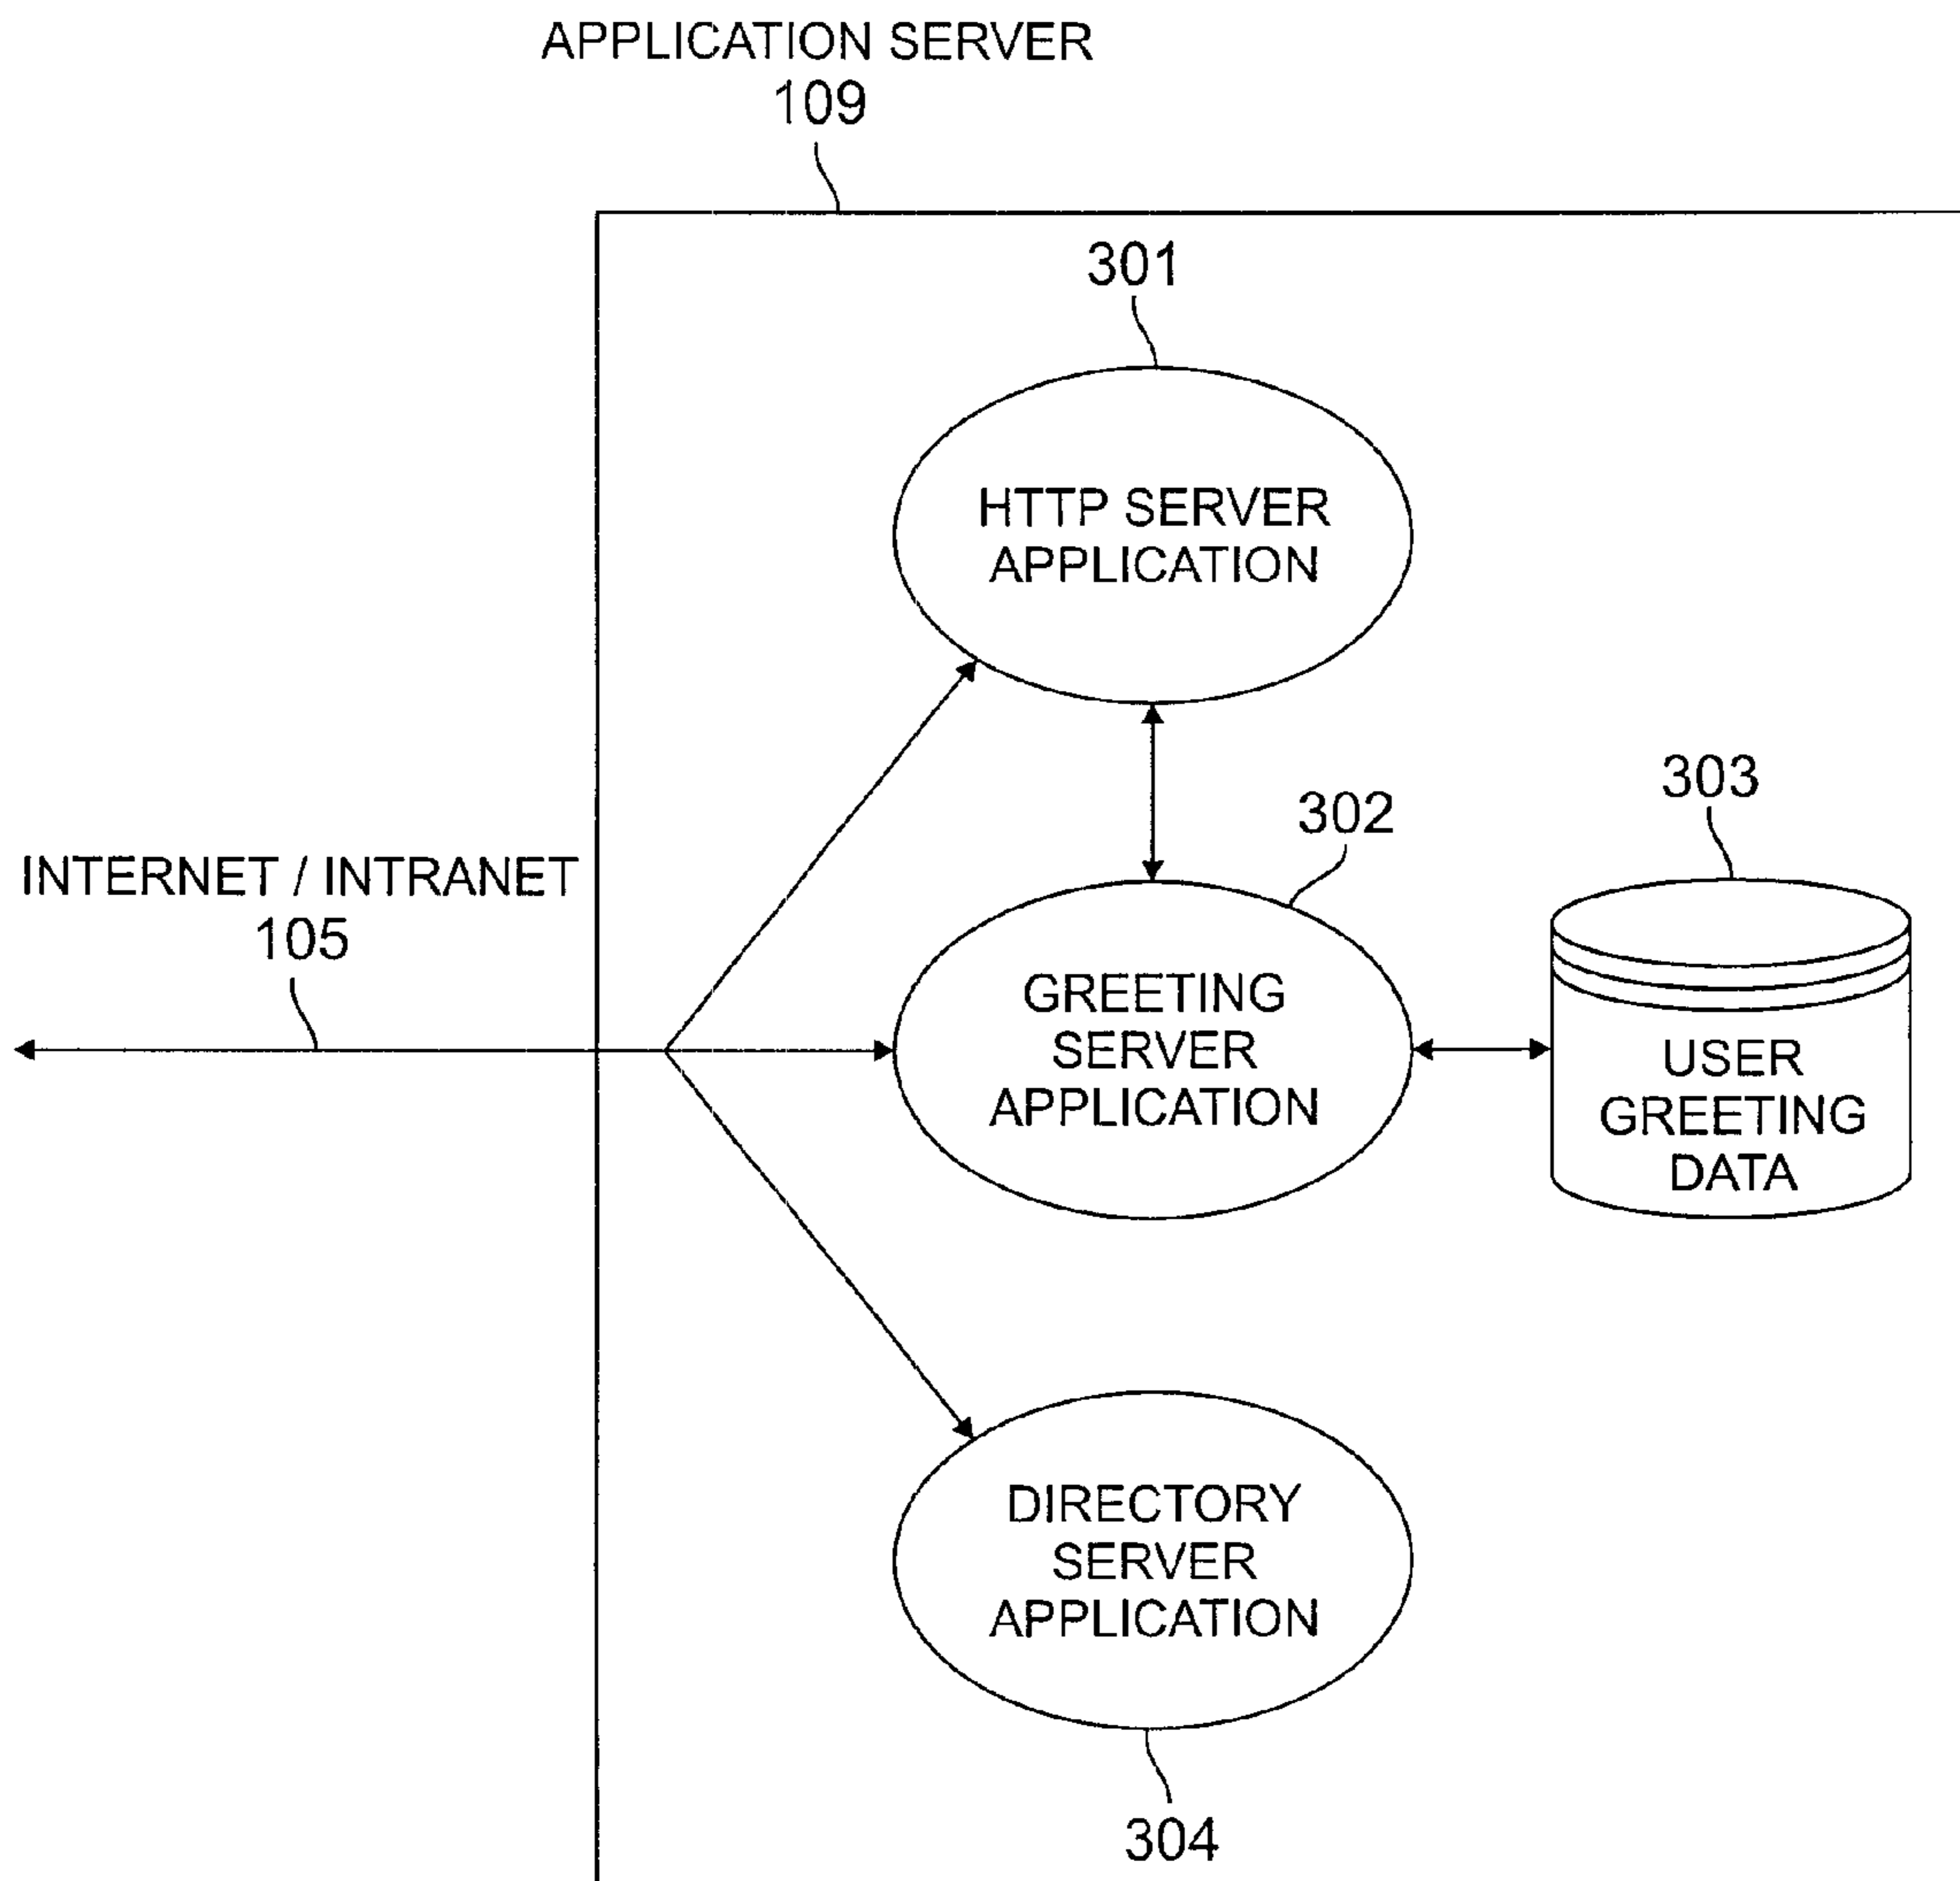 APPLICATION SERVER
109
301
HTTP SERVER
APPLICATION
302
303
INTERNET / INTRANET
105
GREETING
SERVER
APPLICATION
USER
GREETING
DATA
DIRECTORY
SERVER
APPLICATION
304